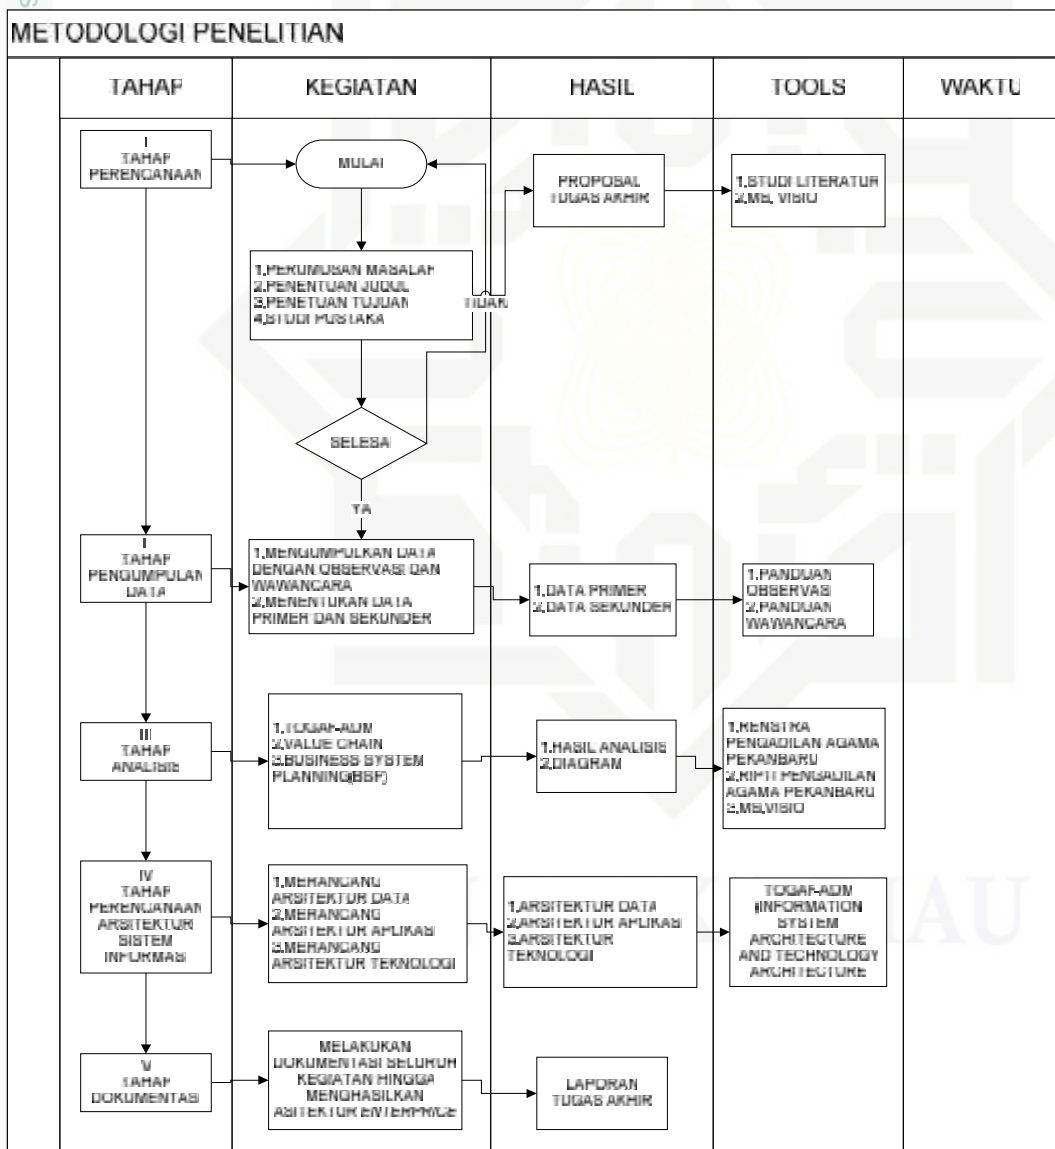 METODOLOGI PENELITIAN
TAHAP
KEGIATAN
HASIL
TOOLS
WAKTU
I
TAHAP
PERENCANAAN
MULAI
PROPOSAL
TUGAS AKHIR
1.STUDI LITERATUR
2.MS. VISIO
1.PERUMUSAN MASALAH
2.PENENTUAN JUDUL
3.PENETUAN TUJUAN
4.STUDI PUSTAKA
TIDAK
SELESAI
YA
II
TAHAP
PENGUMPULAN
DATA
1.MENGUMPULKAN DATA
DENGAN OBSERVASI DAN
WAWANCARA
2.MENENTUKAN DATA
PRIMER DAN SEKUNDER
1.DATA PRIMER
2.DATA SEKUNDER
1.PANDUAN
OBSERVASI
2.PANDUAN
WAWANCARA
III
TAHAP
ANALISIS
1.TOGAF-ADM
2.VALUE CHAIN
3.BUSINESS SYSTEM
PLANNING(BSP)
1.HASIL ANALISIS
2.DIAGRAM
1.RENSTRA
PENGADILAN AGAMA
PEKANBARU
2.RIPTI PENGADILAN
AGAMA PEKANBARU
3.MS.VISIO
IV
TAHAP
PERENCANAAN
ARSITEKTUR
SISTEM
INFORMASI
1.MERANCANG
ARSITEKTUR DATA
2.MERANCANG
ARSITEKTUR APLIKASI
3.MERANCANG
ARSITEKTUR TEKNOLOGI
1.ARSITEKTUR DATA
2.ARSITEKTUR APLIKASI
3.ARSITEKTUR
TEKNOLOGI
TOGAF-ADM
(INFORMATION
SYSTEM
ARCHITECTURE
AND TECHNOLOGY
ARCHITECTURE
V
TAHAP
DOKUMENTASI
MELAKUKAN
DOKUMENTASI SELURUH
KEGIATAN HINGGA
MENGHASILKAN
ASITEKTUR ENTERPRICE
LAPORAN
TUGAS AKHIR